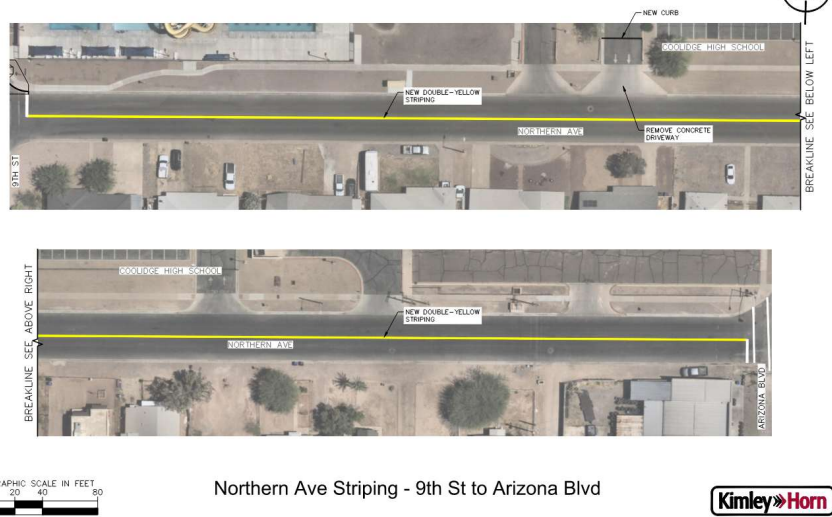 NEW CURB
COOLIDGE HIGH SCHOOL
NEW DOUBLE-YELLOW
STRIPING
NORTHERN AVE
REMOVE CONCRETE
DRIVEWAY
9TH ST
BREAKLINE SEE BELOW LEFT
BREAKLINE SEE ABOVE RIGHT
COOLIDGE HIGH SCHOOL
NEW DOUBLE-YELLOW
STRIPING
NORTHERN AVE
ARIZONA BLVD
SCALE IN FEET
20 40 80
Northern Ave Striping - 9th St to Arizona Blvd
Kimley»Horn